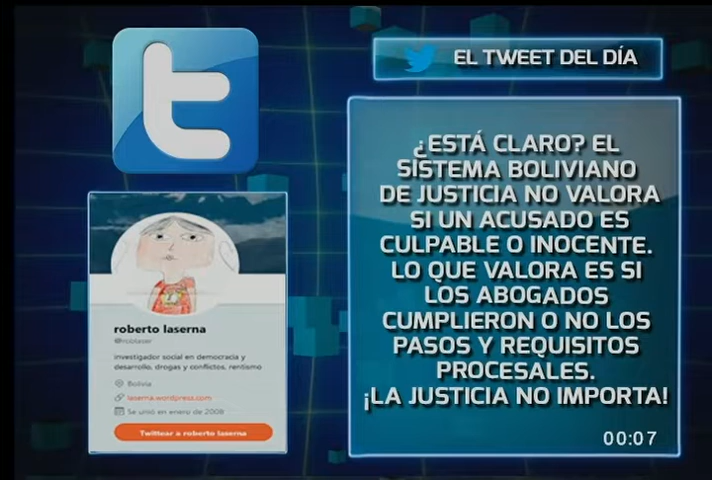 t
EL TWEET DEL DÍA
roberto laserna
@roblaser
investigador social en democracia y
desarrollo, drogas y conflictos, rentismo
Bolivia
laserna.wordpress.com
Se unió en enero de 2008
Twittear a roberto laserna
¿ESTÁ CLARO? EL
SISTEMA BOLIVIANO
DE JUSTICIA NO VALORA
SI UN ACUSADO ES
CULPABLE O INOCENTE.
LO QUE VALORA ES SI
LOS ABOGADOS
CUMPLIERON O NO LOS
PASOS Y REQUISITOS
PROCESALES.
¡LA JUSTICIA NO IMPORTA!
00:07